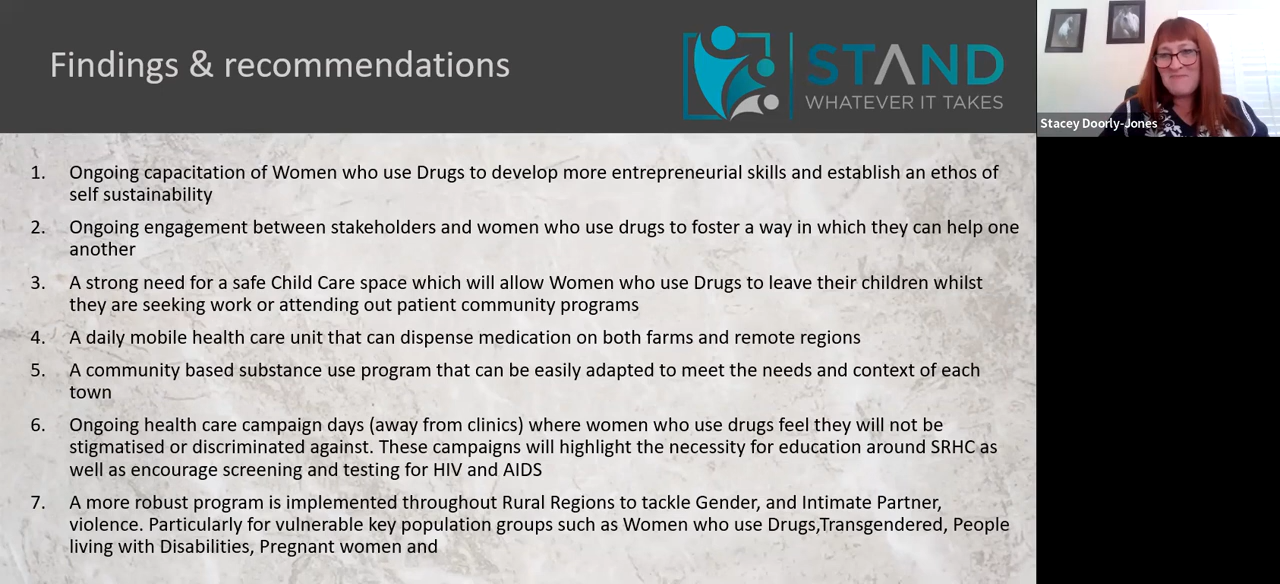 Findings & recommendations
STAND
WHATEVER IT TAKES
Stacey Doorly-Jones
1. Ongoing capacitation of Women who use Drugs to develop more entrepreneurial skills and establish an ethos of
self sustainability
2. Ongoing engagement between stakeholders and women who use drugs to foster a way in which they can help one
another
3. A strong need for a safe Child Care space which will allow Women who use Drugs to leave their children whilst
they are seeking work or attending out patient community programs
4. A daily mobile health care unit that can dispense medication on both farms and remote regions
5. A community based substance use program that can be easily adapted to meet the needs and context of each
town
6. Ongoing health care campaign days (away from clinics) where women who use drugs feel they will not be
stigmatised or discriminated against. These campaigns will highlight the necessity for education around SRHC as
well as encourage screening and testing for HIV and AIDS
7. A more robust program is implemented throughout Rural Regions to tackle Gender, and Intimate Partner,
violence. Particularly for vulnerable key population groups such as Women who use Drugs,Transgendered, People
living with Disabilities, Pregnant women and